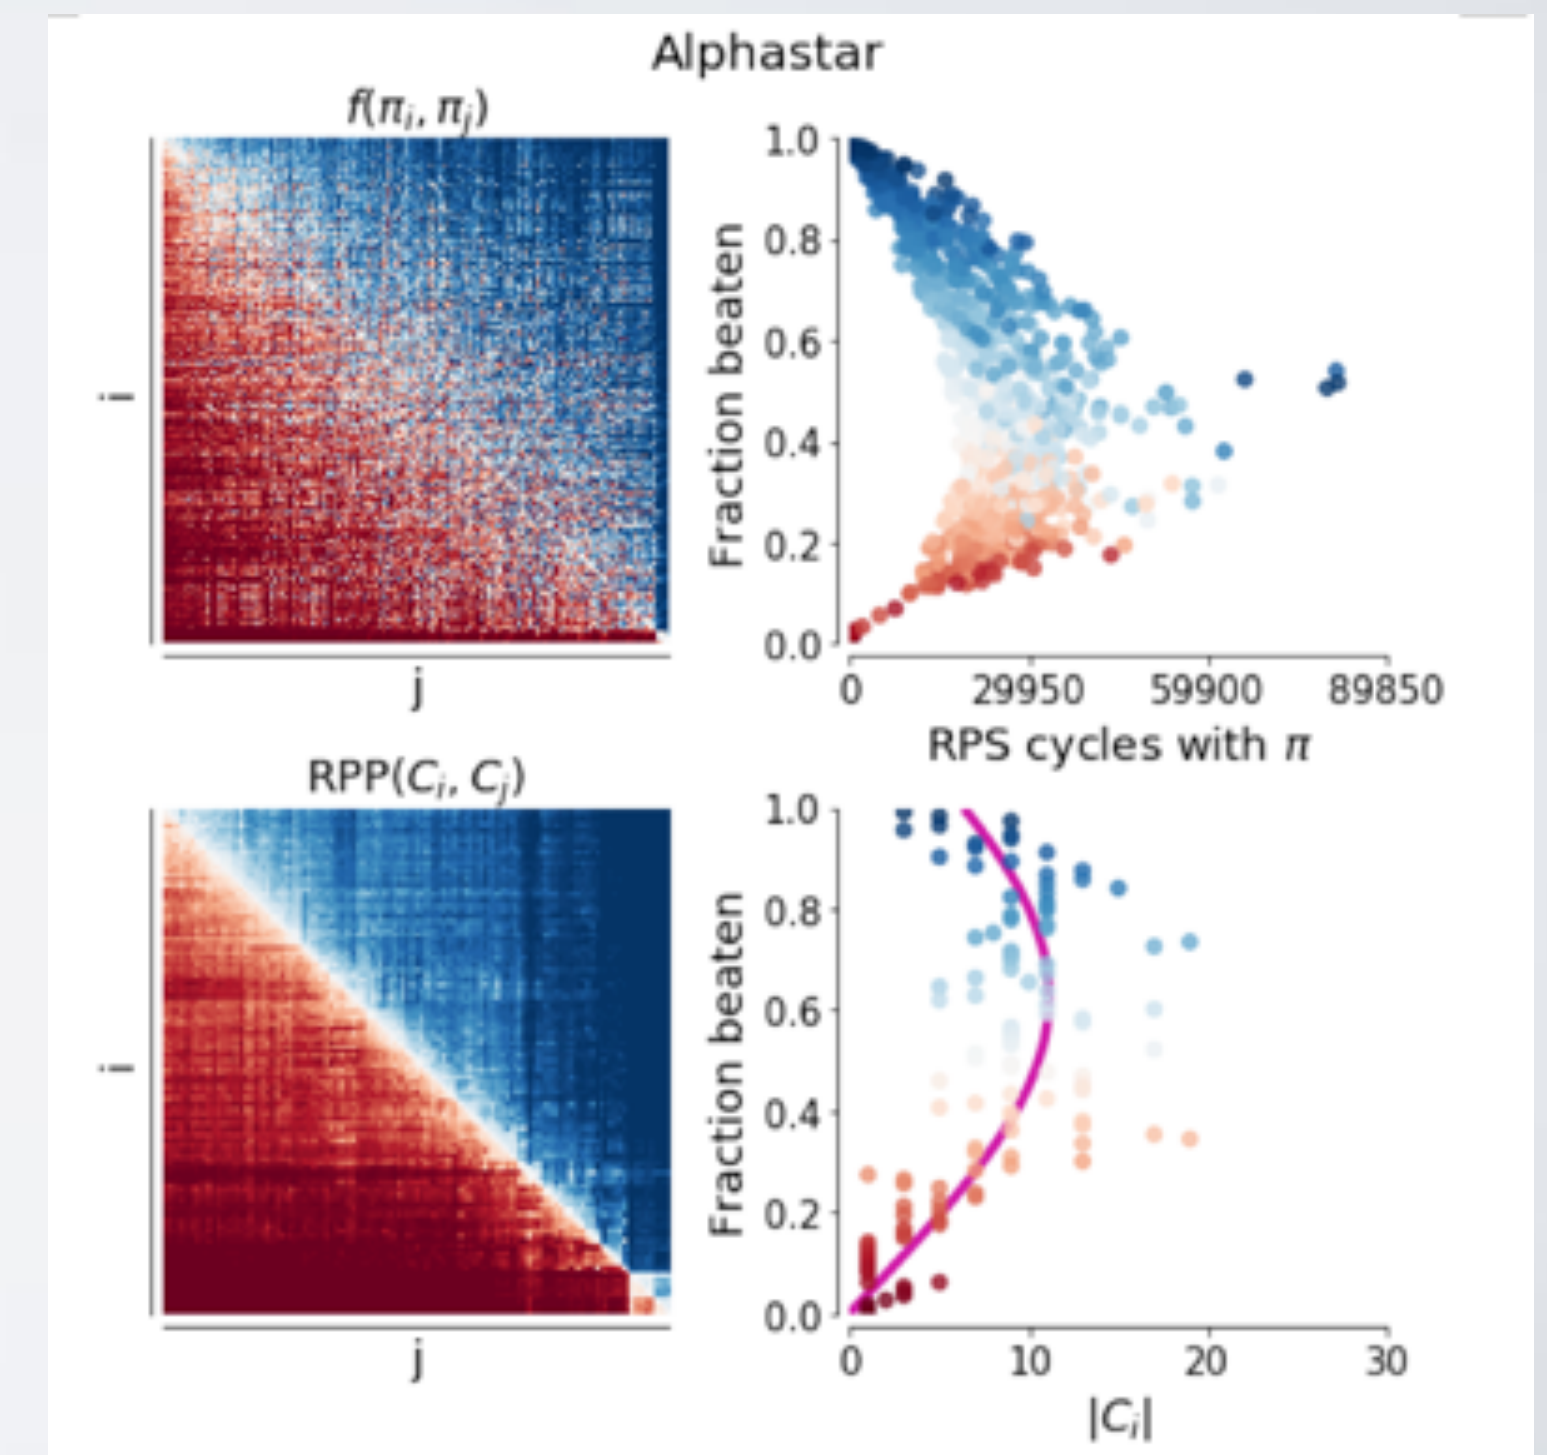 Alphastar
f(πᵢ, πⱼ)
i
j
1.0
0.8
0.6
0.4
0.2
0.0
Fraction beaten
0 29950 59900 89850
RPS cycles with π
RPP(Cᵢ, Cⱼ)
i
j
1.0
0.8
0.6
0.4
0.2
0.0
Fraction beaten
0 10 20 30
|Cᵢ|